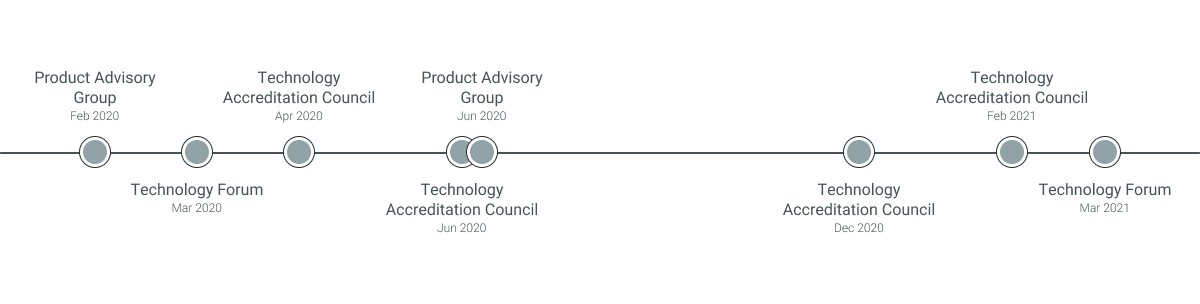 Product Advisory
Group
Feb 2020
Technology Forum
Mar 2020
Technology
Accreditation Council
Apr 2020
Technology
Accreditation Council
Jun 2020
Product Advisory
Group
Jun 2020
Technology
Accreditation Council
Dec 2020
Technology
Accreditation Council
Feb 2021
Technology Forum
Mar 2021